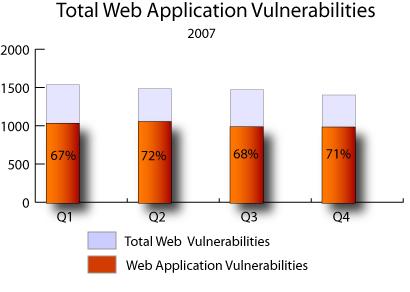 Total Web Application Vulnerabilities
2007
2000
1500
1000
500
0
67%
72%
68%
71%
Q1
Q2
Q3
Q4
Total Web Vulnerabilities
Web Application Vulnerabilities